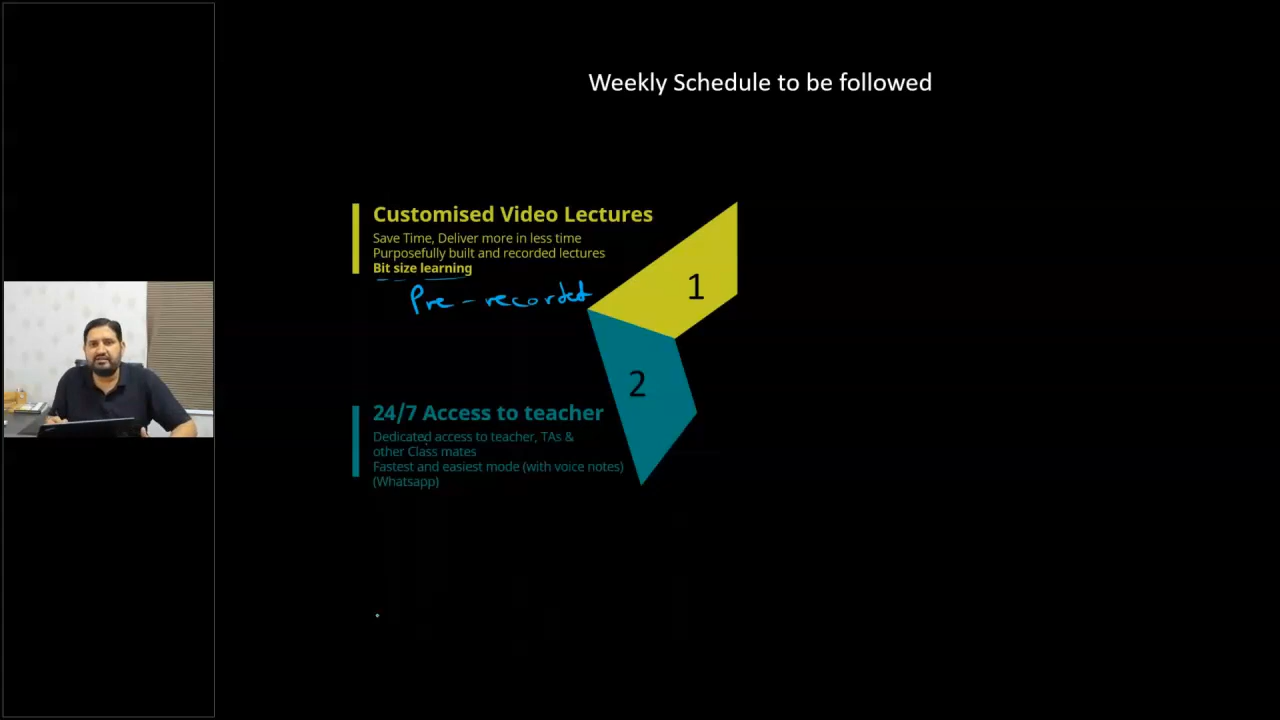 Weekly Schedule to be followed
Customised Video Lectures
Save Time, Deliver more in less time
Purposefully built and recorded lectures
Bit size learning
Pre-recorded
1
2
24/7 Access to teacher
Dedicated access to teacher, TAs &
other Class mates
Fastest and easiest mode (with voice notes)
(Whatsapp)